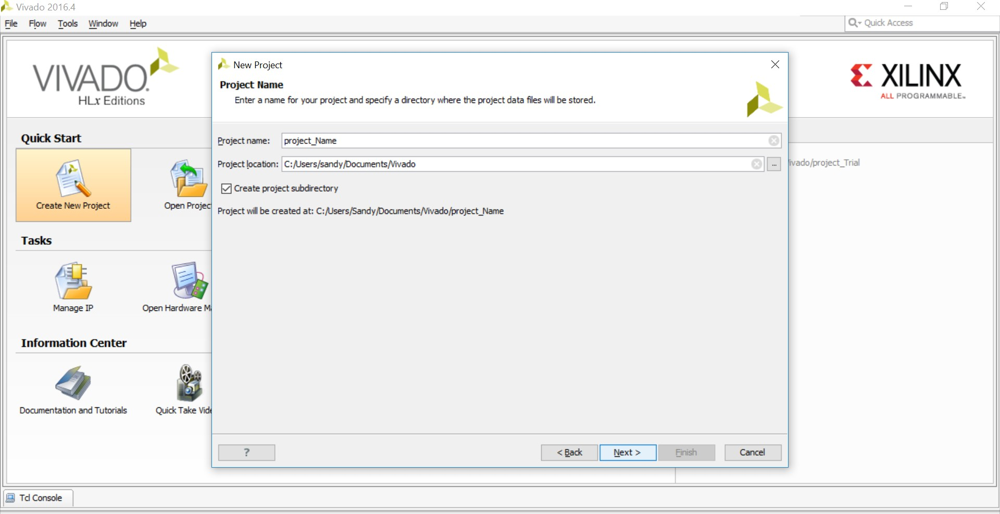 Vivado 2016.4
File Flow Tools Window Help
Quick Access
VIVADO.
HLx Editions
XILINX
ALL PROGRAMMABLE™
New Project
Project Name
Enter a name for your project and specify a directory where the project data files will be stored.
Project name: project_Name
Project location: C:/Users/sandy/Documents/Vivado ...
Create project subdirectory
Project will be created at: C:/Users/Sandy/Documents/Vivado/project_Name
? < Back Next > Finish Cancel
Quick Start
Create New Project Open Project
ivado/project_Trial
Tasks
Manage IP Open Hardware Ma
Information Center
Documentation and Tutorials Quick Take Vide
Tcl Console